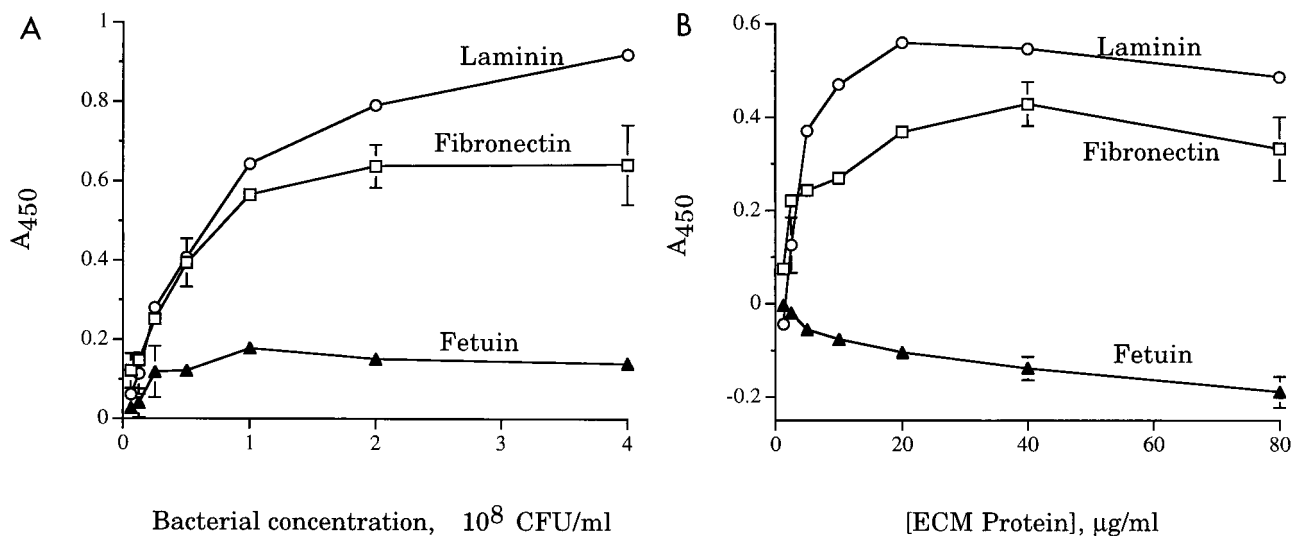 A
1
0.8
0.6
0.4
0.2
0
A450
Laminin
Fibronectin
Fetuin
0
1
2
3
4
Bacterial concentration, 10^8 CFU/ml
B
0.6
0.4
0.2
0
-0.2
A450
Laminin
Fibronectin
Fetuin
0
20
40
60
80
[ECM Protein], μg/ml